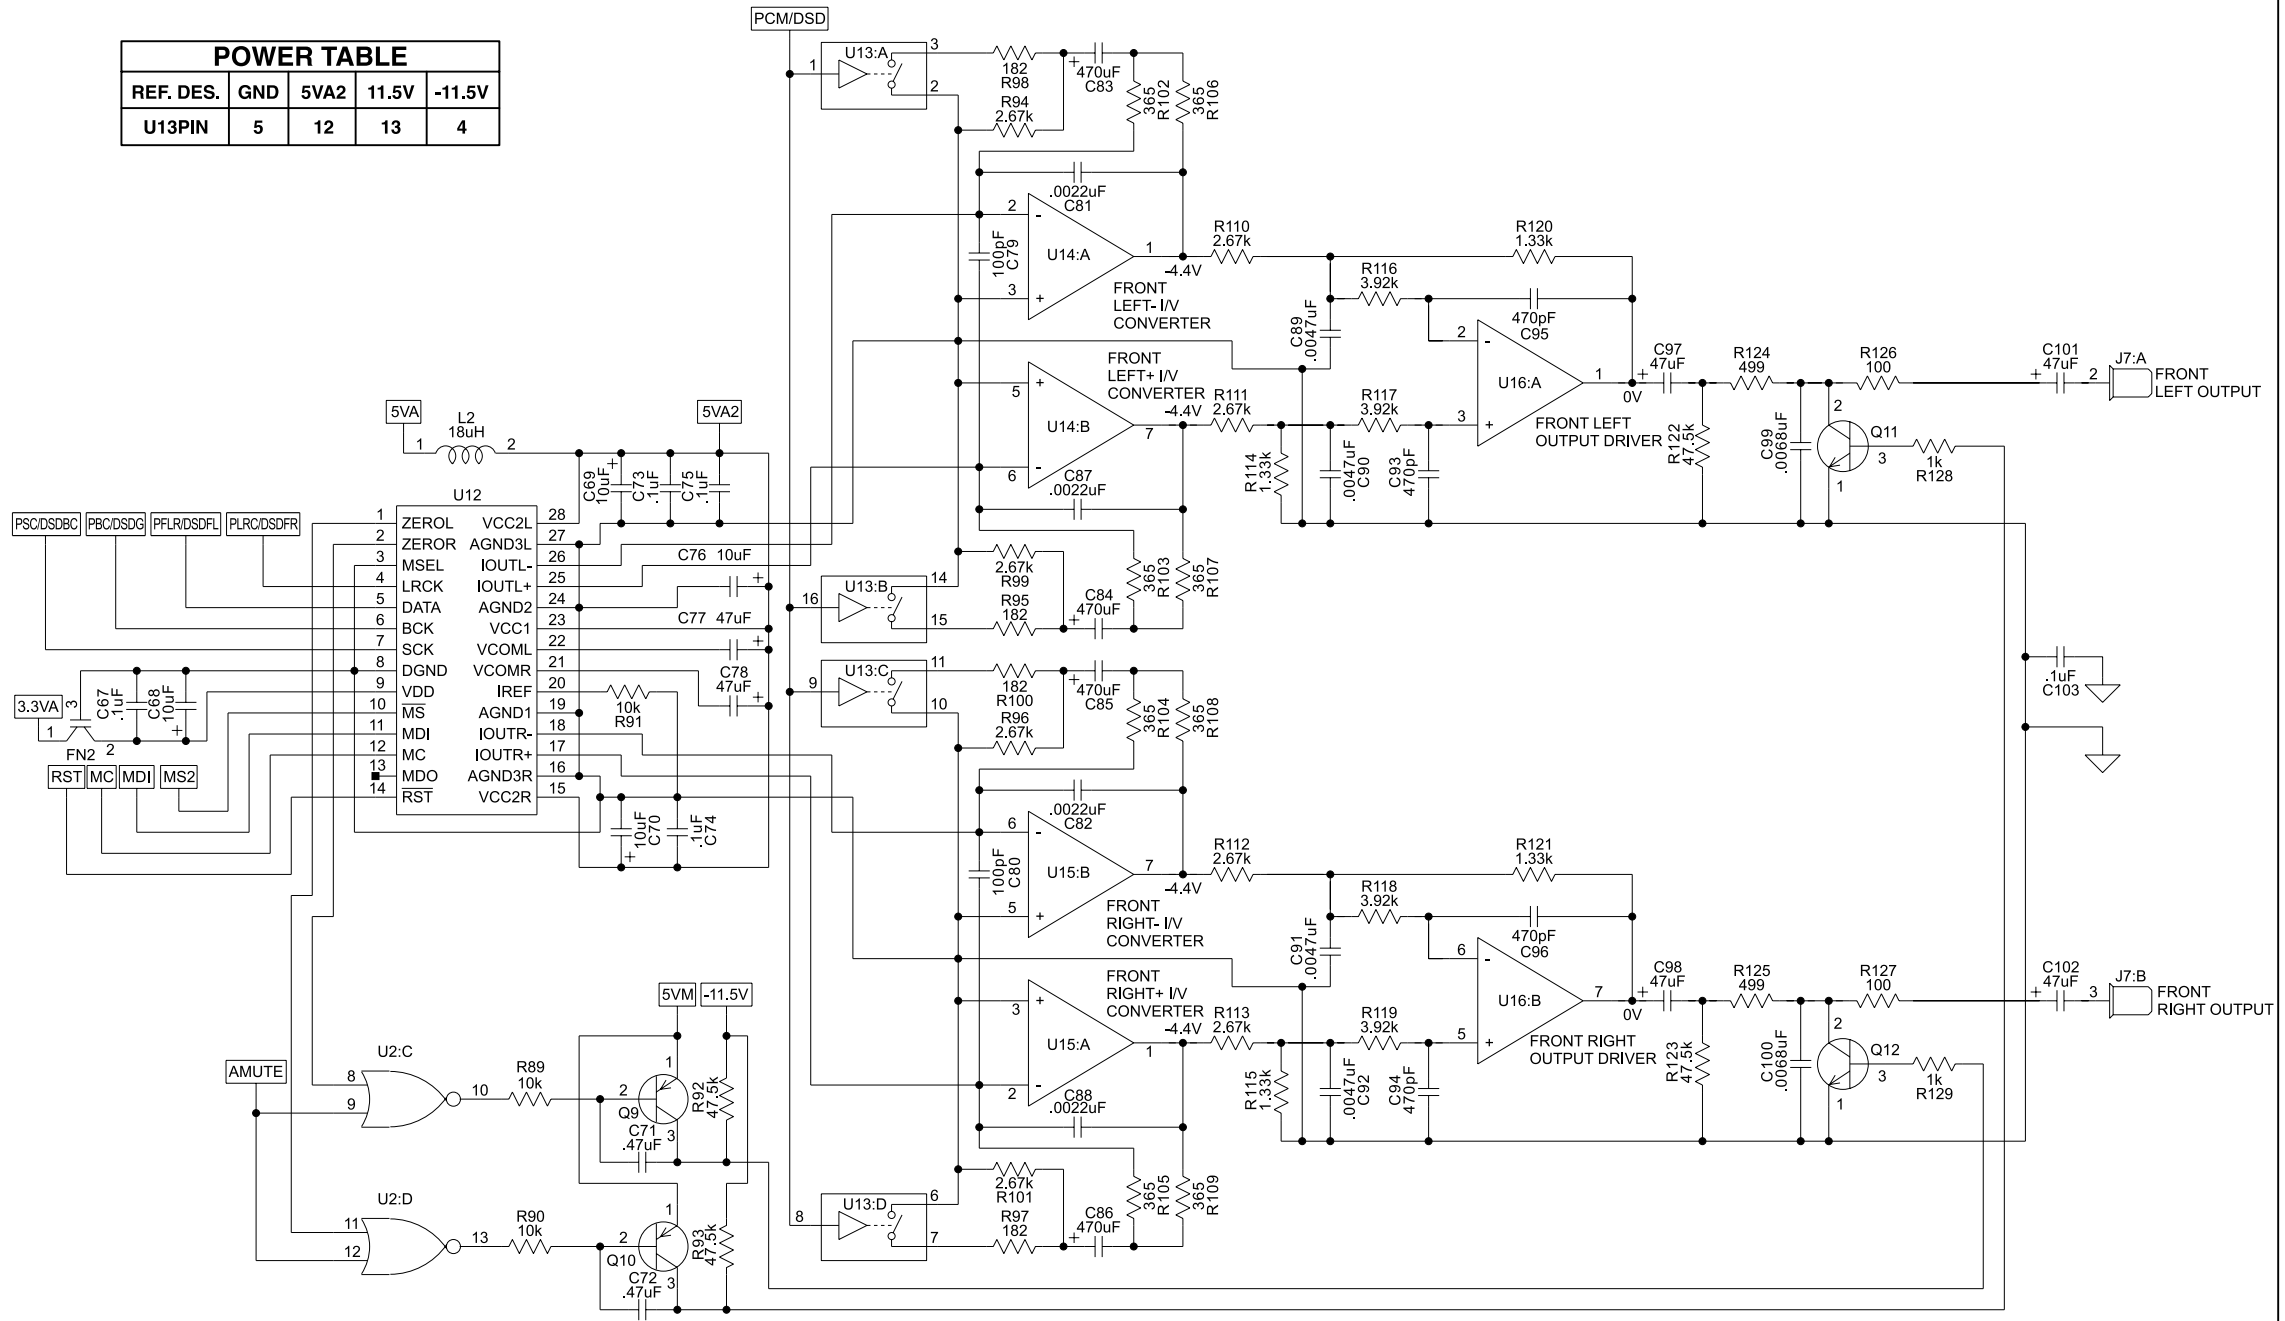 POWER TABLE
REF. DES. GND 5VA2 11.5V -11.5V
U13PIN 5 12 13 4
PCM/DSD
U13:A
1
3
2
182
R98
R94
2.67k
+
470uF
C83
365
R102
365
R106
.0022uF
C81
100pF
C79
2
-
U14:A
3
+
1
-4.4V
FRONT
LEFT- I/V
CONVERTER
R110
2.67k
R120
1.33k
R116
3.92k
C89
.0047uF
470pF
C95
FRONT
LEFT+ I/V
CONVERTER
5
+
U14:B
6
-
7
-4.4V
R111
2.67k
R117
3.92k
R114
1.33k
.0047uF
C90
C93
470pF
C87
.0022uF
2
-
U16:A
3
+
1
0V
FRONT LEFT
OUTPUT DRIVER
C97
47uF
+
R124
499
R126
100
R122
47.5k
C99
.0068uF
2
Q11
3
1
1k
R128
C101
47uF
+
2
J7:A
FRONT
LEFT OUTPUT
5VA
L2
18uH
1
2
5VA2
C69
10uF
+
C73
.1uF
C75
.1uF
U12
PSC/DSDBC
PBC/DSDG
PFLR/DSDFL
PLRC/DSDFR
1 ZEROL VCC2L 28
2 ZEROR AGND3L 27
3 MSEL IOUTL- 26
4 LRCK IOUTL+ 25
5 DATA AGND2 24
6 BCK VCC1 23
7 SCK VCOML 22
8 DGND VCOMR 21
9 VDD IREF 20
10 MS AGND1 19
11 MDI IOUTR- 18
12 MC IOUTR+ 17
13 MDO AGND3R 16
14 RST VCC2R 15
C76 10uF
+
C77 47uF
+
C78
47uF
+
10k
R91
3.3VA
3
1
FN2
2
C67
.1uF
C68
10uF
+
RST
MC
MDI
MS2
10uF
C70
+
.1uF
C74
U13:B
16
14
15
2.67k
R99
R95
182
C84
470uF
+
365
R103
365
R107
U13:C
9
11
10
182
R100
R96
2.67k
+
470uF
C85
365
R104
365
R108
.0022uF
C82
100pF
C80
6
-
U15:B
5
+
7
-4.4V
FRONT
RIGHT- I/V
CONVERTER
R112
2.67k
R121
1.33k
R118
3.92k
C91
.0047uF
470pF
C96
FRONT
RIGHT+ I/V
CONVERTER
3
+
U15:A
2
-
1
-4.4V
R113
2.67k
R119
3.92k
R115
1.33k
.0047uF
C92
C94
470pF
C88
.0022uF
6
-
U16:B
5
+
7
0V
FRONT RIGHT
OUTPUT DRIVER
C98
47uF
+
R125
499
R127
100
R123
47.5k
C100
.0068uF
2
Q12
3
1
1k
R129
C102
47uF
+
3
J7:B
FRONT
RIGHT OUTPUT
.1uF
C103
5VM
-11.5V
AMUTE
U2:C
8
9
10
R89
10k
2
Q9
1
3
R92
47.5k
C71
.47uF
U2:D
11
12
13
R90
10k
2
Q10
1
3
R93
47.5k
C72
.47uF
U13:D
8
6
7
2.67k
R101
R97
182
C86
470uF
+
365
R105
365
R109